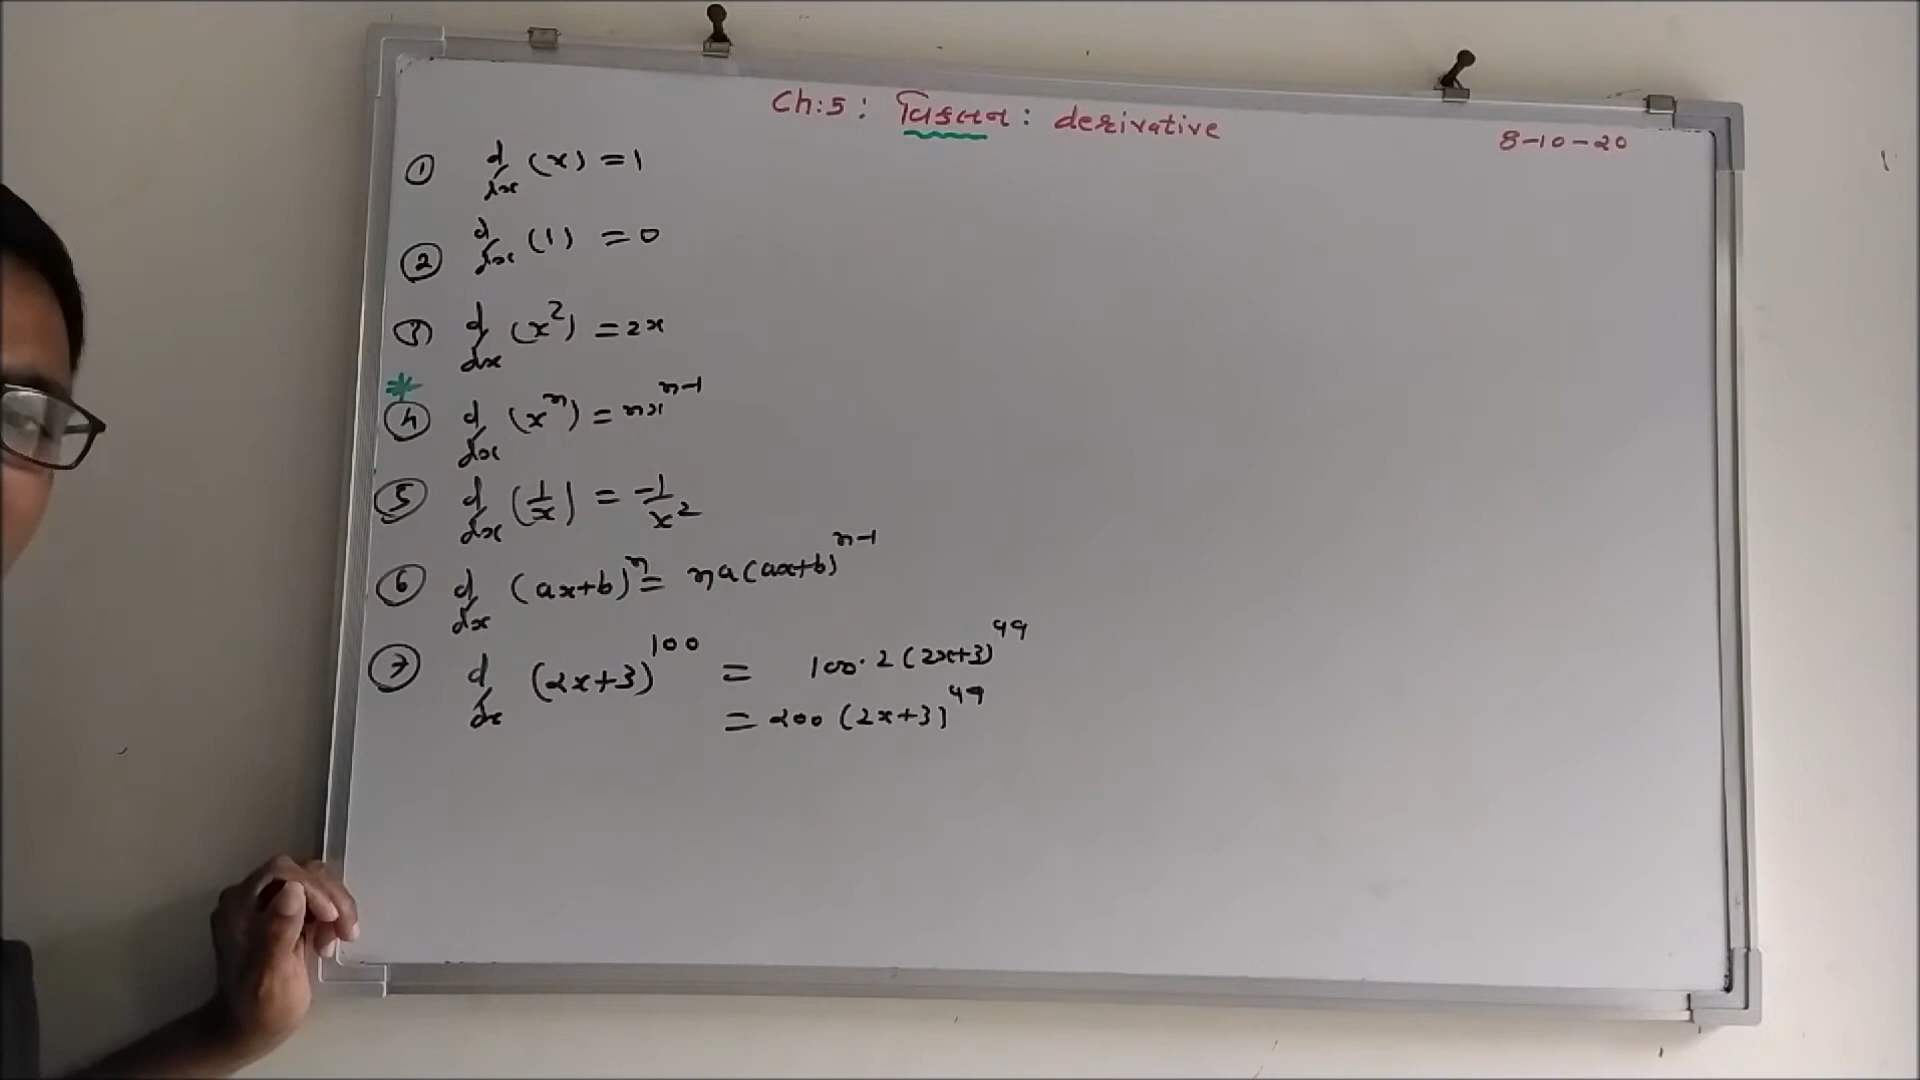 Ch:5: વિકલન: derivative
8-10-20
① d/dx (x) = 1
② d/dx (1) = 0
③ d/dx (x²) = 2x
*
④ d/dx (xⁿ) = nxⁿ⁻¹
⑤ d/dx (1/x) = -1/x²
⑥ d/dx (ax+b)ⁿ = na(ax+b)ⁿ⁻¹
⑦ d/dx (2x+3)¹⁰⁰ = 100·2(2x+3)⁹⁹
= 200(2x+3)⁹⁹